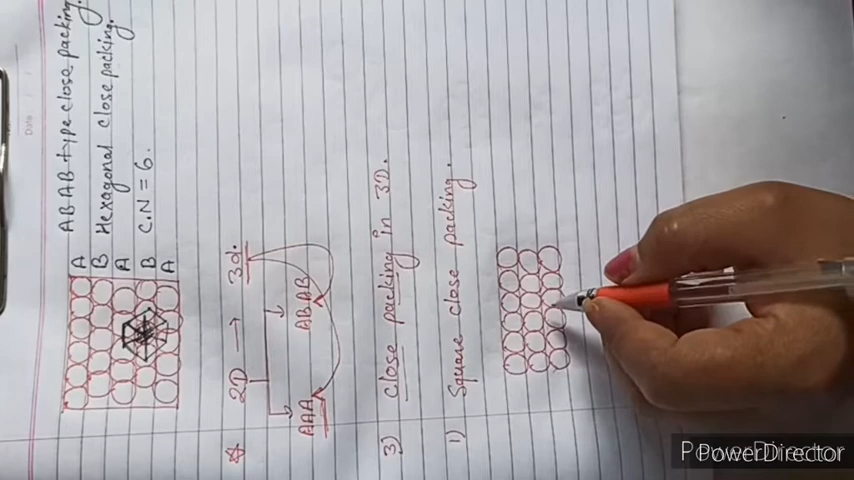 Date
A ABAB type close packing.
B Hexagonal close packing.
A
B C.N = 6.
A
☆ 2D → 3D.
AAA ABAB
3) Close packing in 3D.
1) Square close packing.
PowerDirector